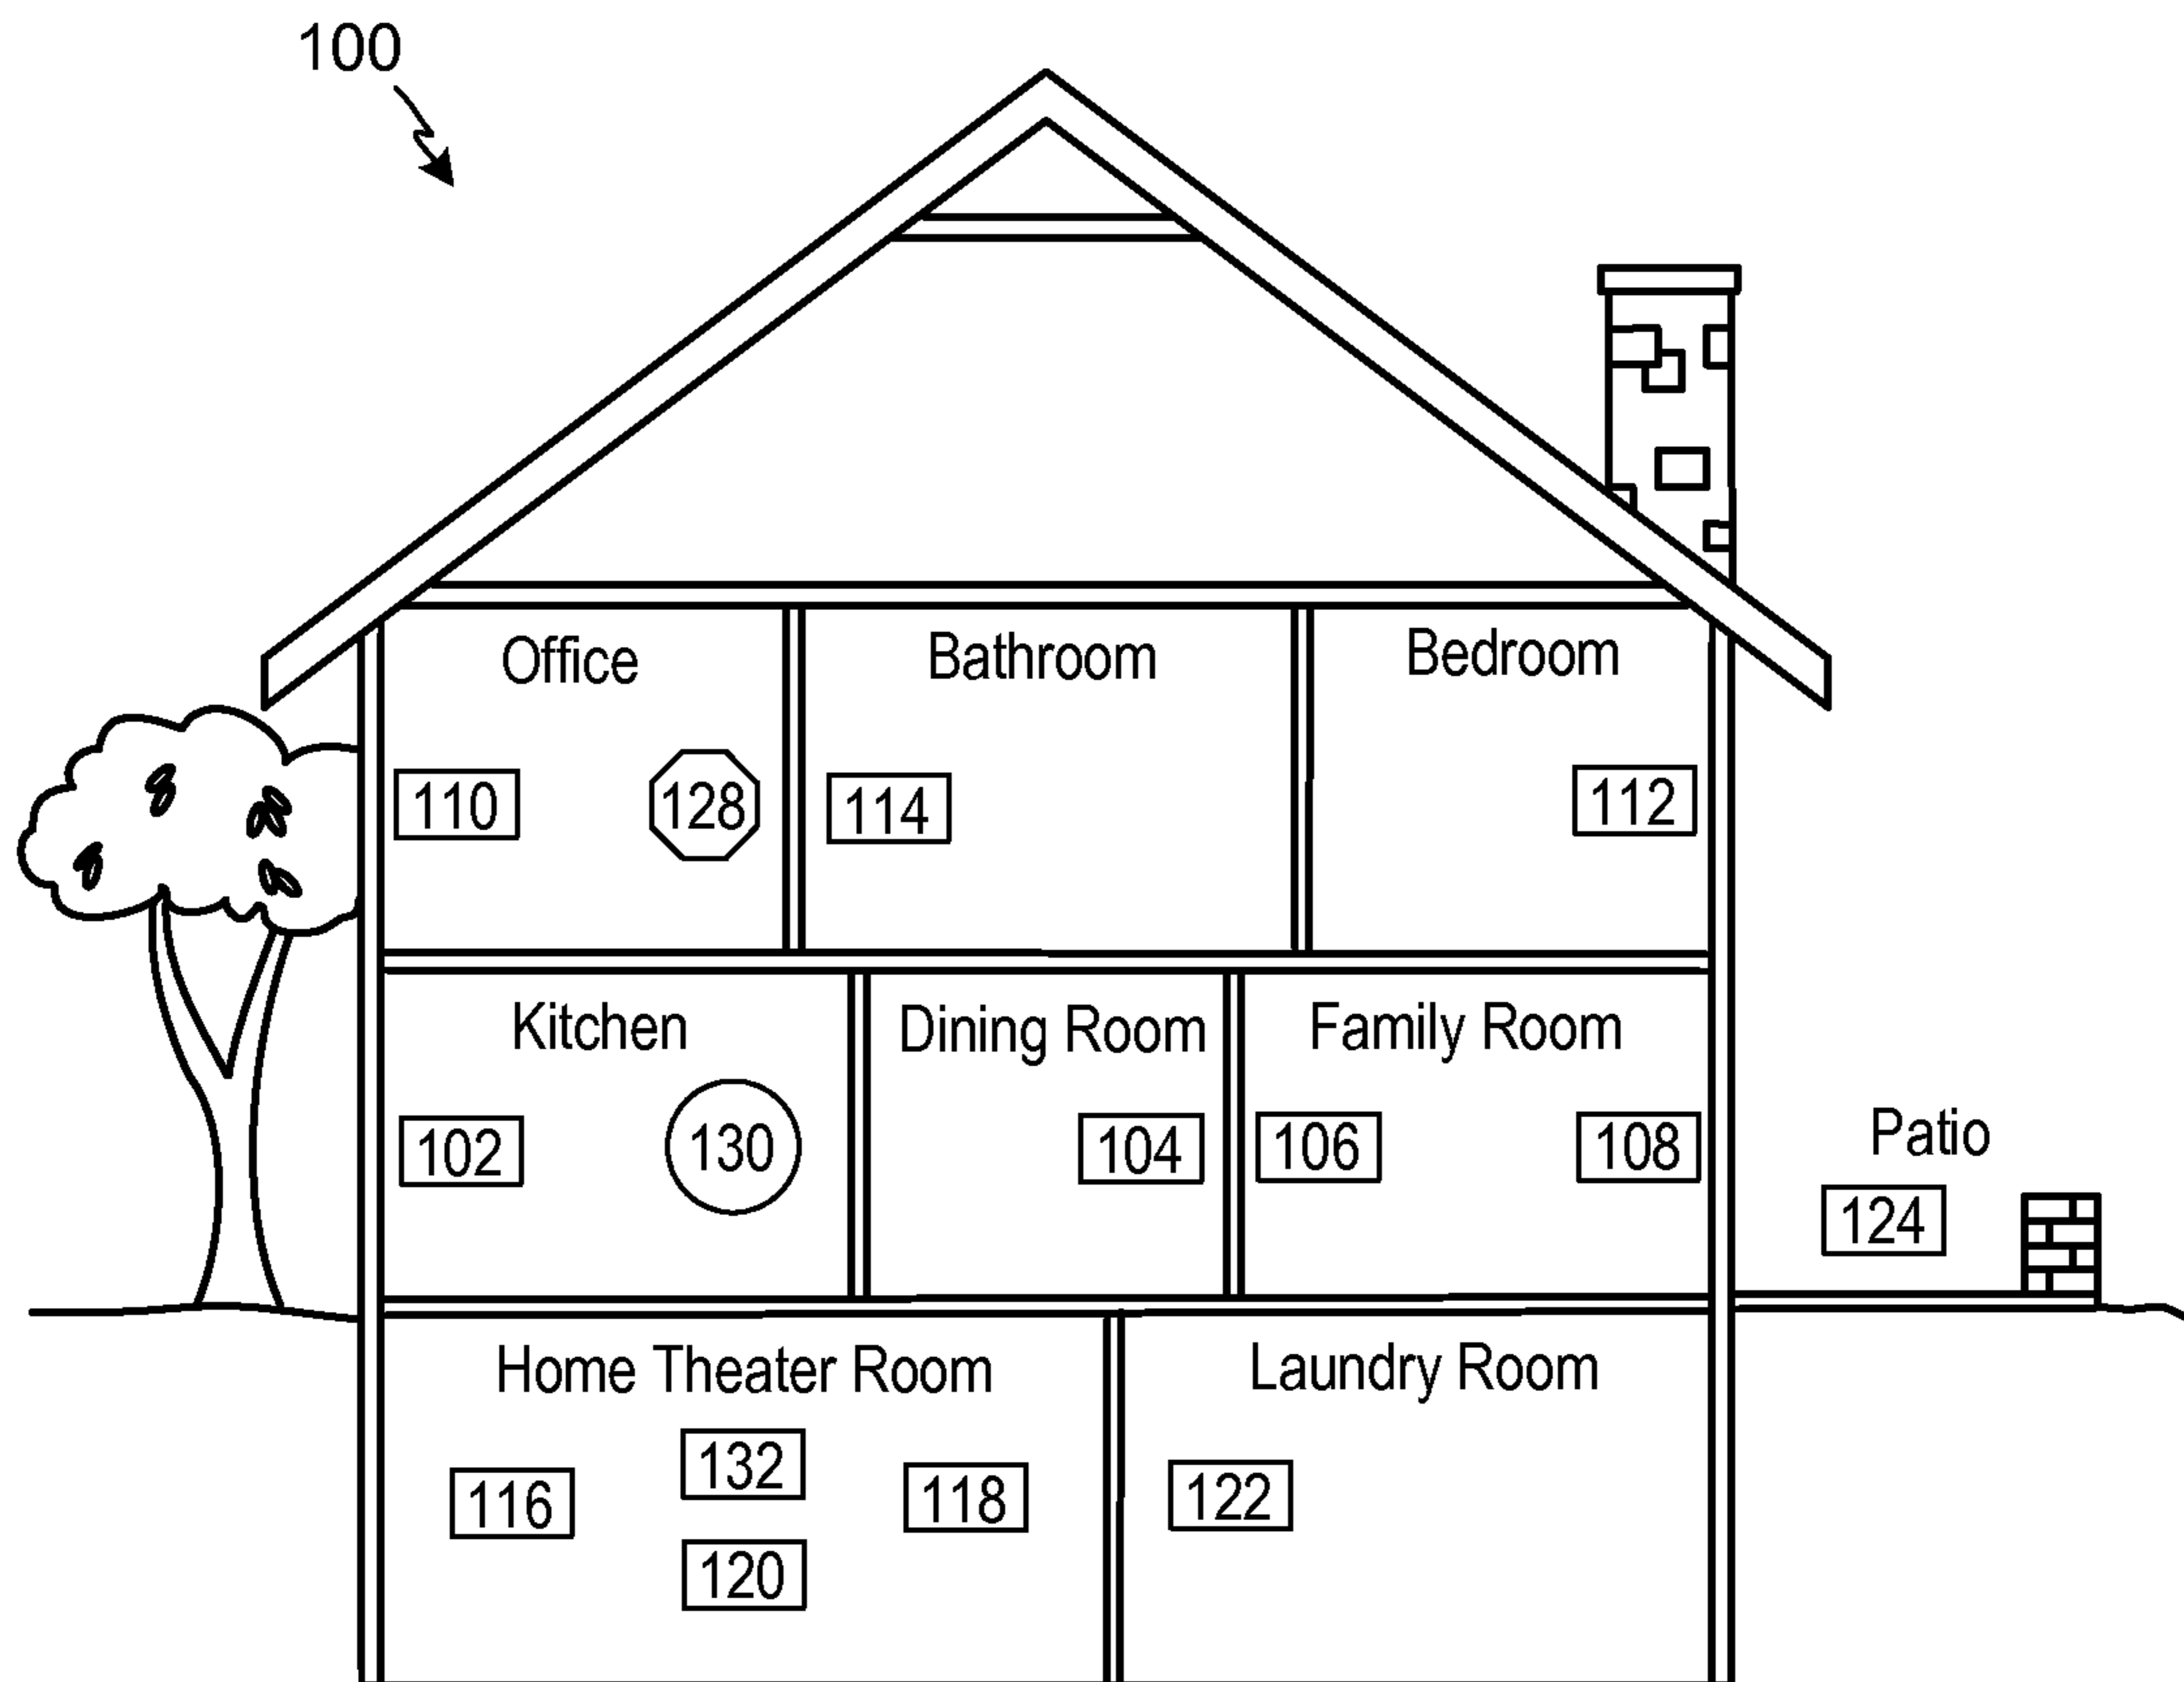 100
Office
Bathroom
Bedroom
110
128
114
112
Kitchen
Dining Room
Family Room
102
130
104
106
108
Patio
124
Home Theater Room
Laundry Room
116
132
118
120
122